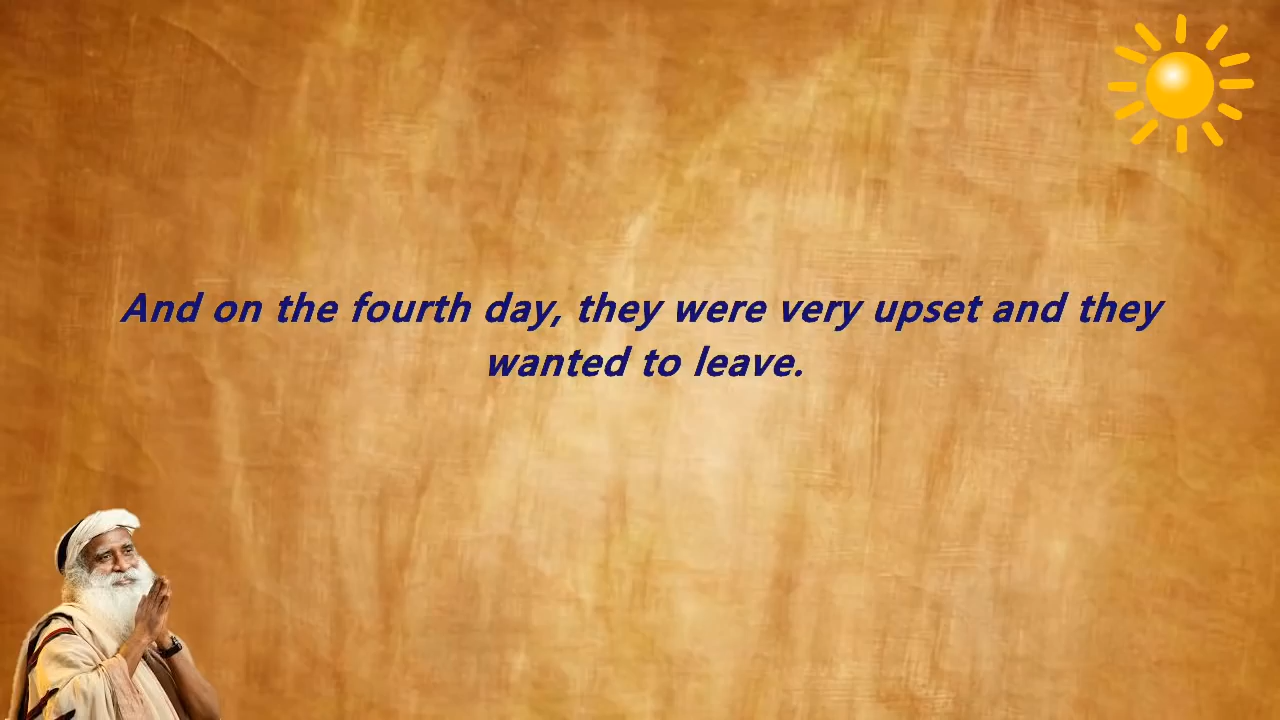 And on the fourth day, they were very upset and they
wanted to leave.